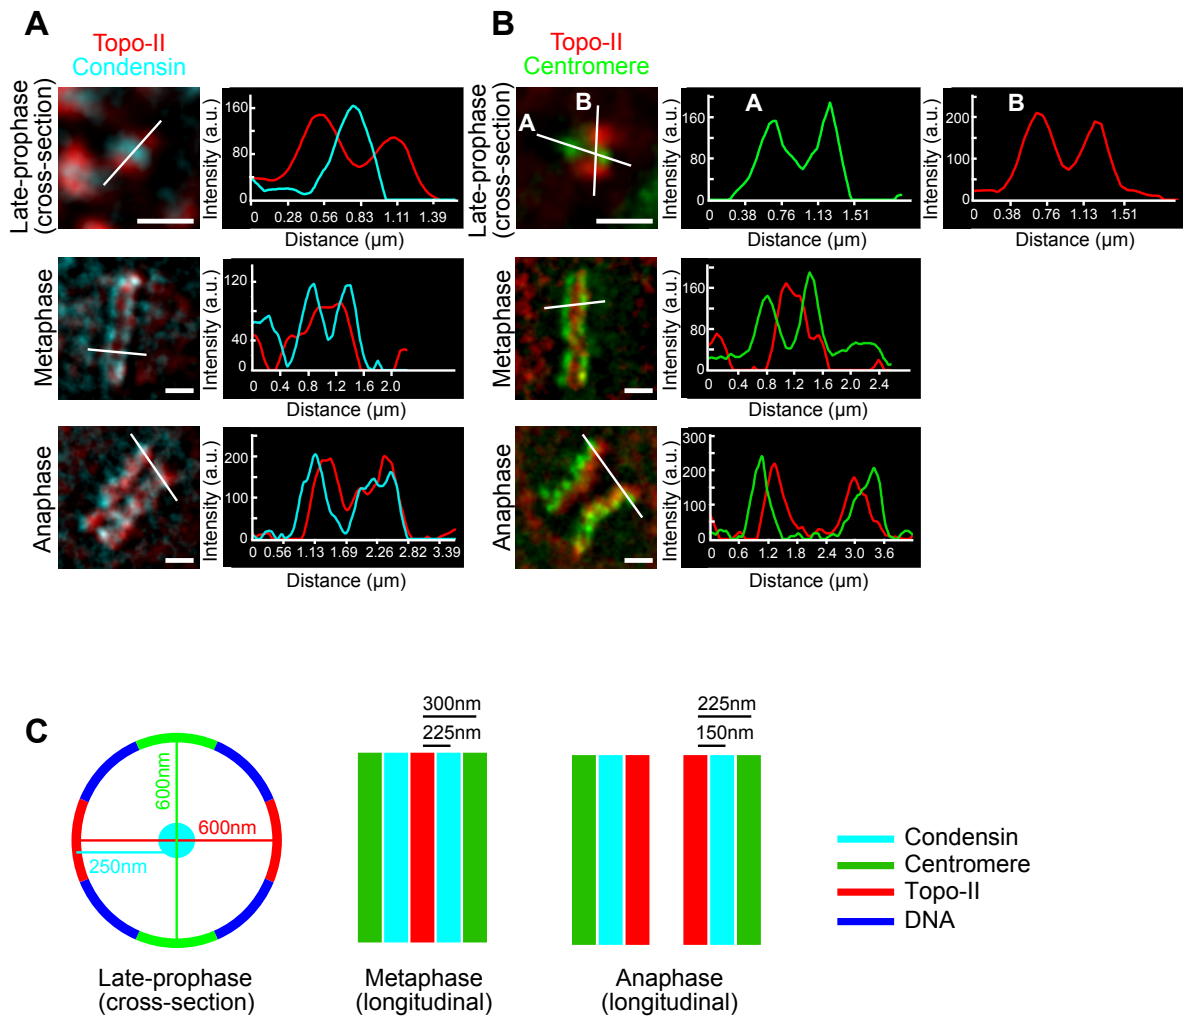 A
Topo-II
Condensin
Late-prophase
(cross-section)
Intensity (a.u.)
160
80
0
0 0.28 0.56 0.83 1.11 1.39
Distance (µm)
Metaphase
Intensity (a.u.)
120
40
0
0 0.4 0.8 1.2 1.6 2.0
Distance (µm)
Anaphase
Intensity (a.u.)
200
100
0
0 0.56 1.13 1.69 2.26 2.82 3.39
Distance (µm)
B
Topo-II
Centromere
Late-prophase
(cross-section)
A
B
Intensity (a.u.)
A
160
80
0
0 0.38 0.76 1.13 1.51
Distance (µm)
Intensity (a.u.)
B
200
100
0
0 0.38 0.76 1.13 1.51
Distance (µm)
Metaphase
Intensity (a.u.)
160
80
0
0 0.4 0.8 1.2 1.6 2.0 2.4
Distance (µm)
Anaphase
Intensity (a.u.)
300
200
100
0
0 0.6 1.2 1.8 2.4 3.0 3.6
Distance (µm)
C
600nm
600nm
250nm
Late-prophase
(cross-section)
300nm
225nm
Metaphase
(longitudinal)
225nm
150nm
Anaphase
(longitudinal)
Condensin
Centromere
Topo-II
DNA